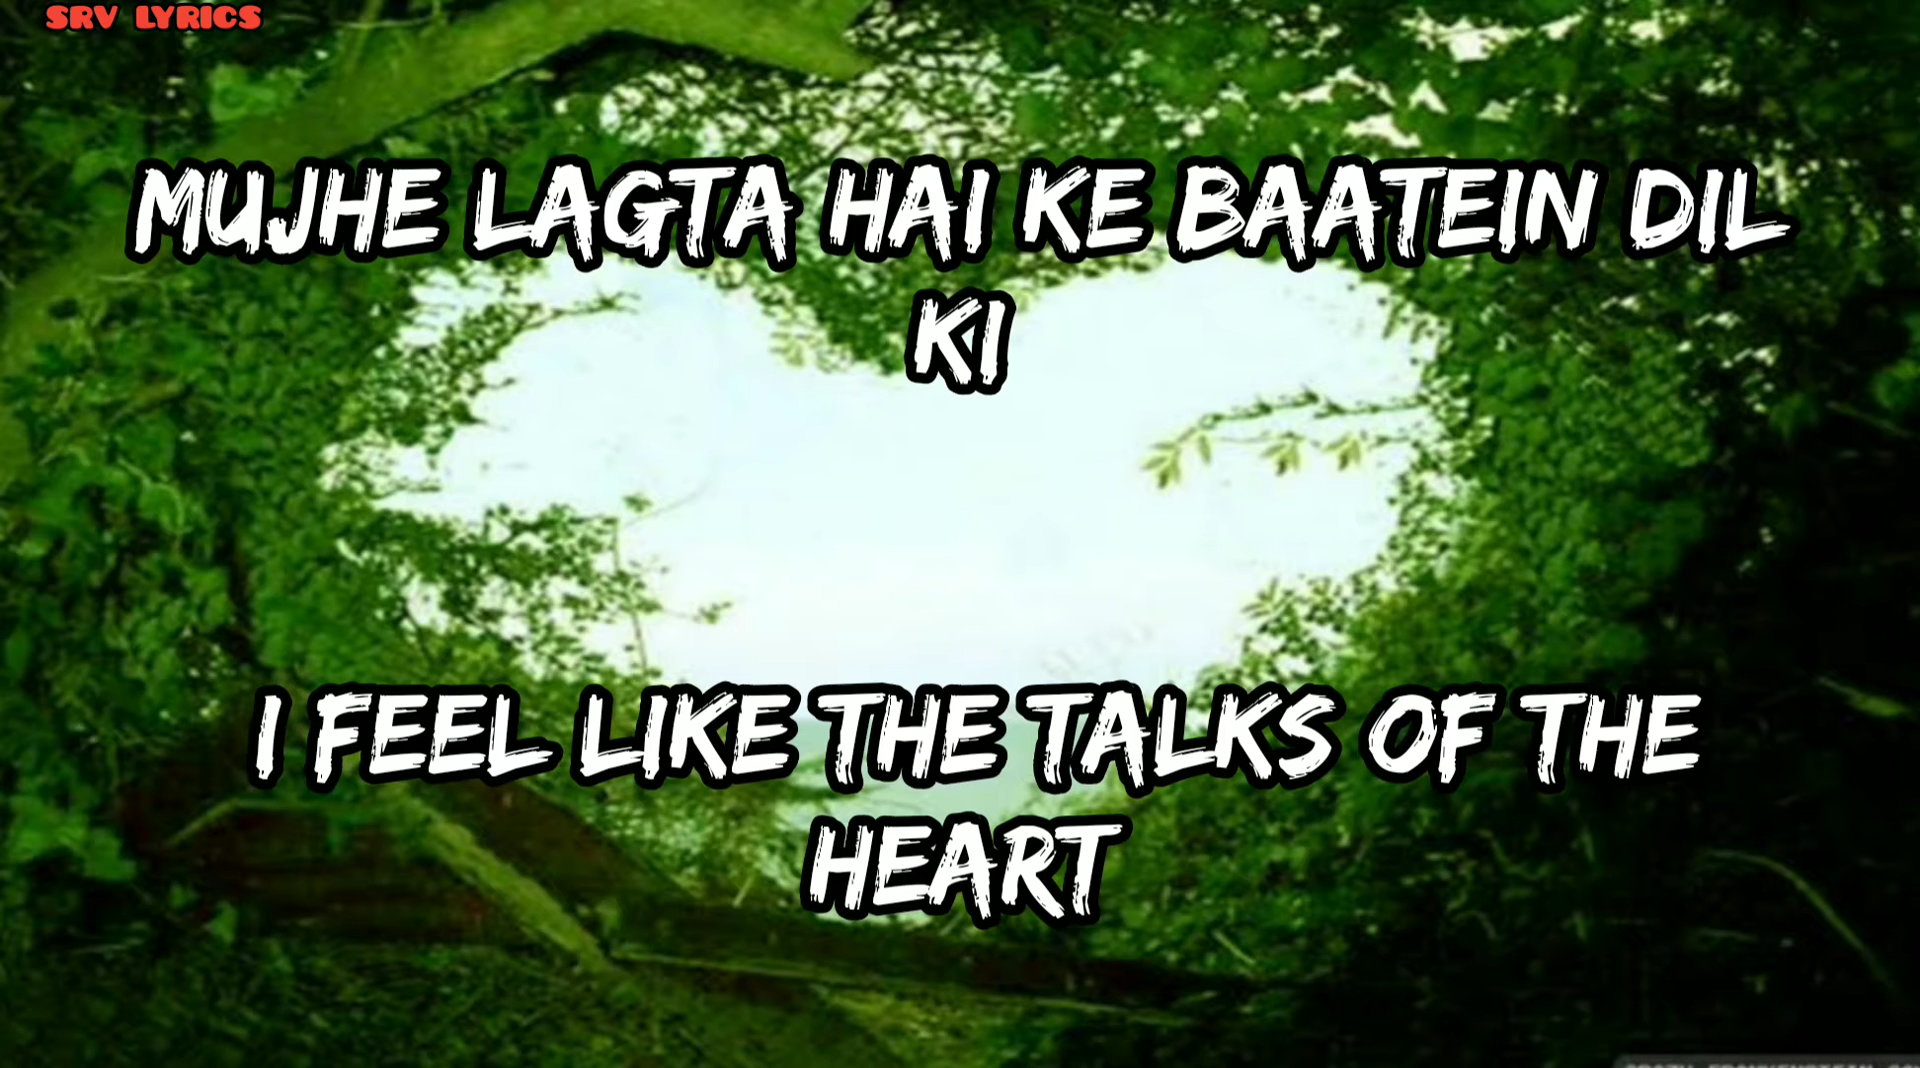 SRV LYRICS
MUJHE LAGTA HAI KE BAATEIN DIL
KI
I FEEL LIKE THE TALKS OF THE
HEART